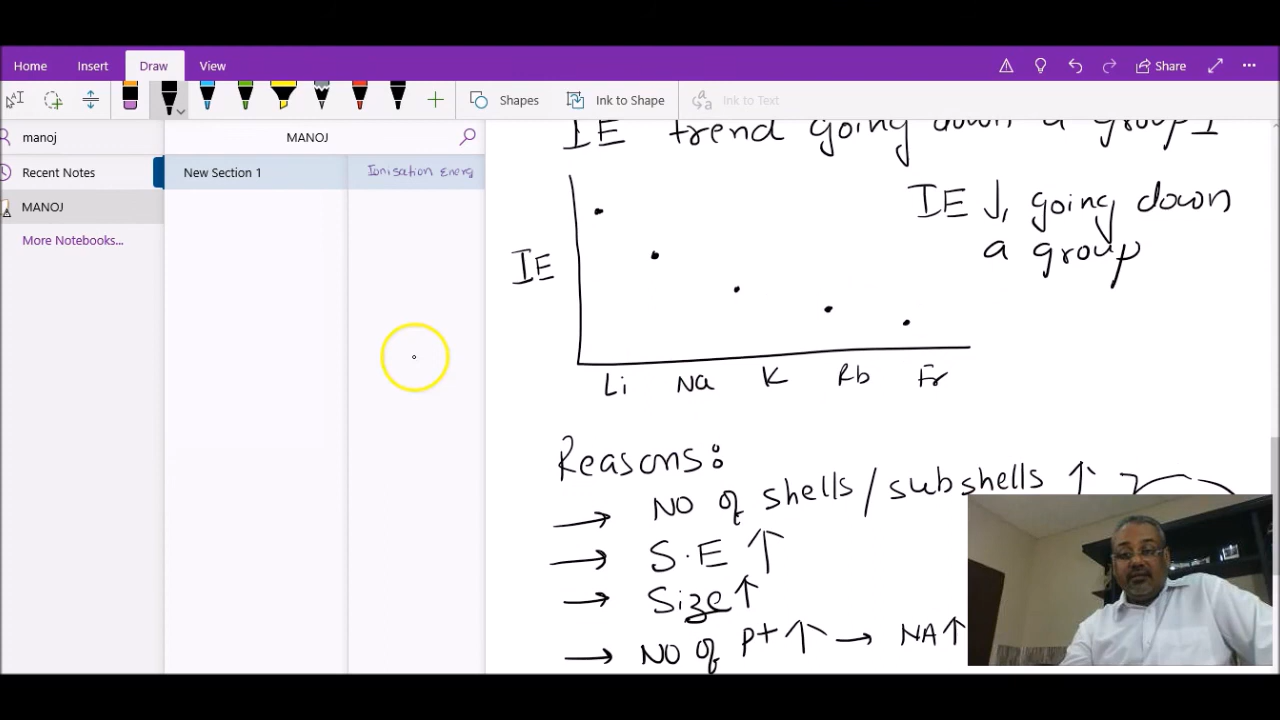 Home Insert Draw View Share
Shapes Ink to Shape Ink to Text
manoj MANOJ
Recent Notes New Section 1 Ionisation Energ
MANOJ
More Notebooks...
IE trend going down a group I
IE ↓, going down
a group
IE
Li Na K Rb Fr
Reasons:
→ NO of shells / subshells ↑
→ S.E ↑
→ Size ↑
→ NO of P+ ↑ → NA ↑